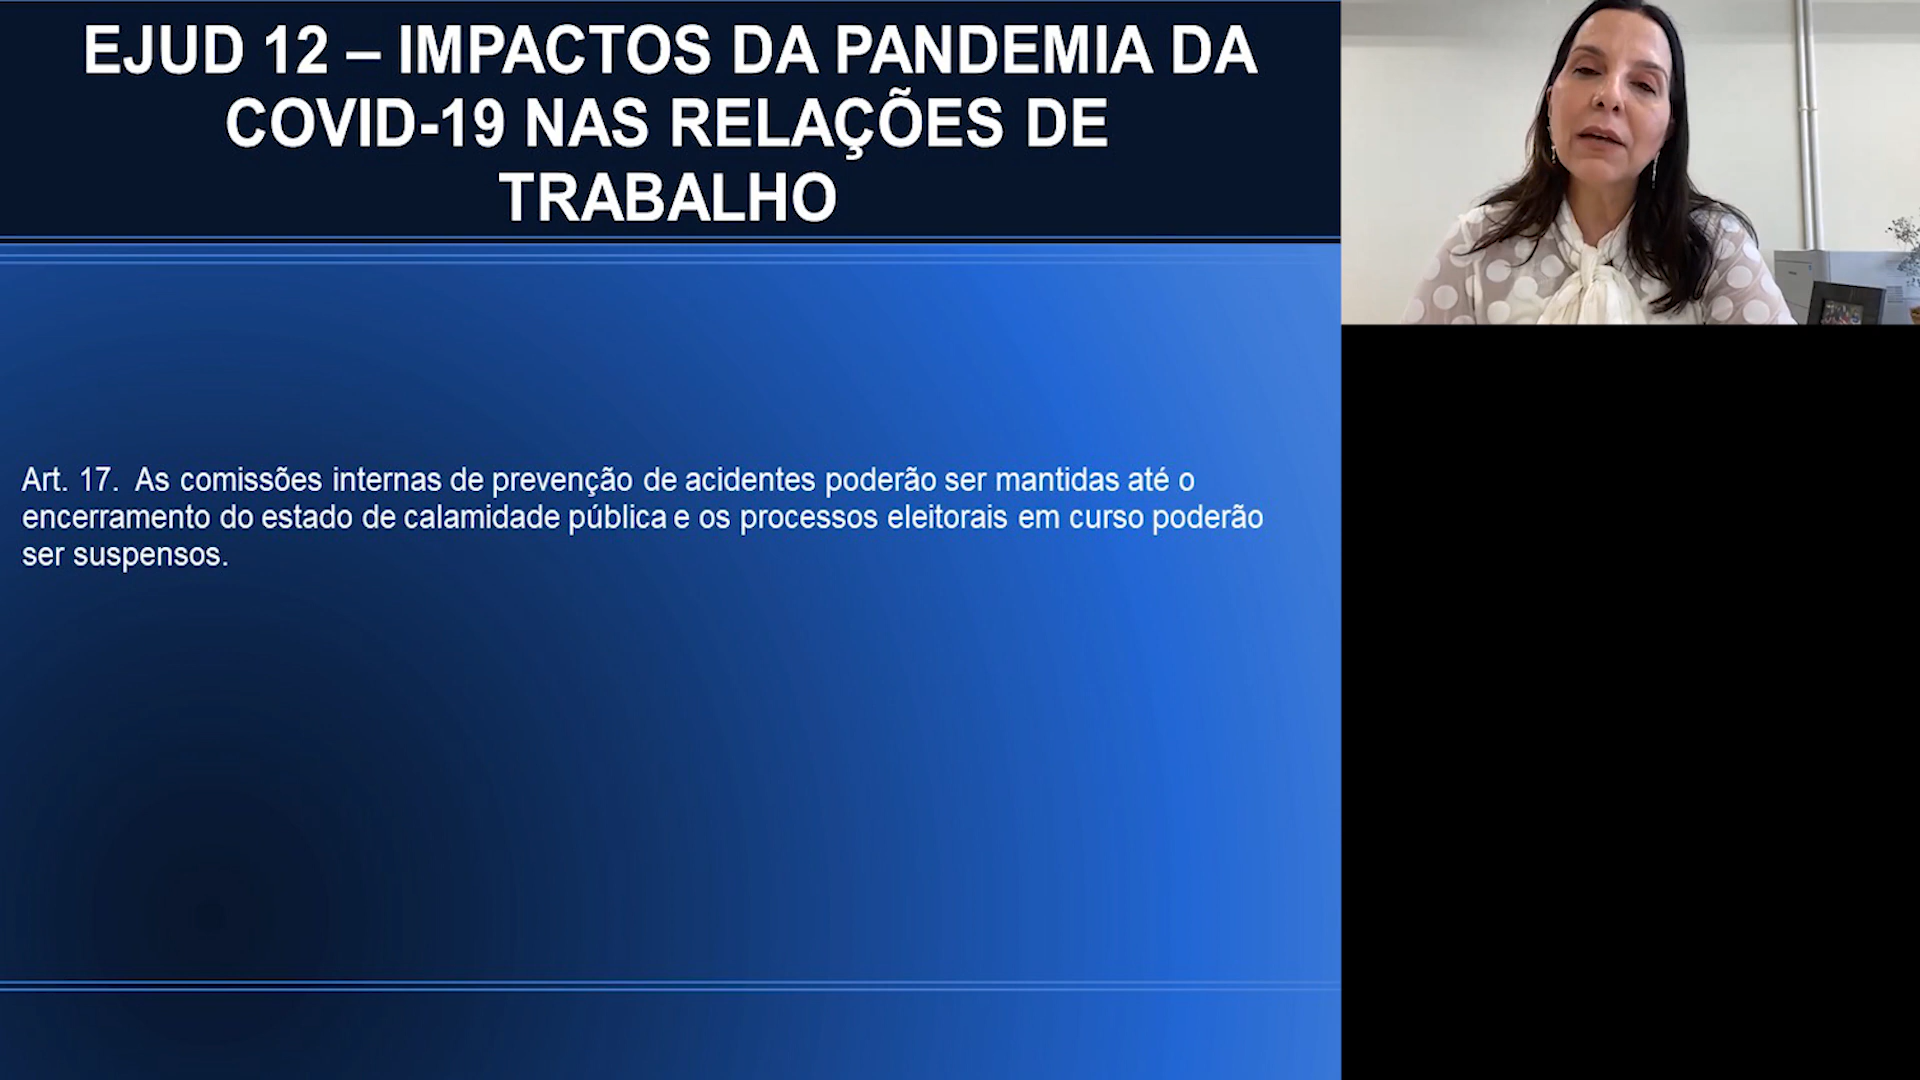 EJUD 12 – IMPACTOS DA PANDEMIA DA
COVID-19 NAS RELAÇÕES DE
TRABALHO
Art. 17. As comissões internas de prevenção de acidentes poderão ser mantidas até o
encerramento do estado de calamidade pública e os processos eleitorais em curso poderão
ser suspensos.